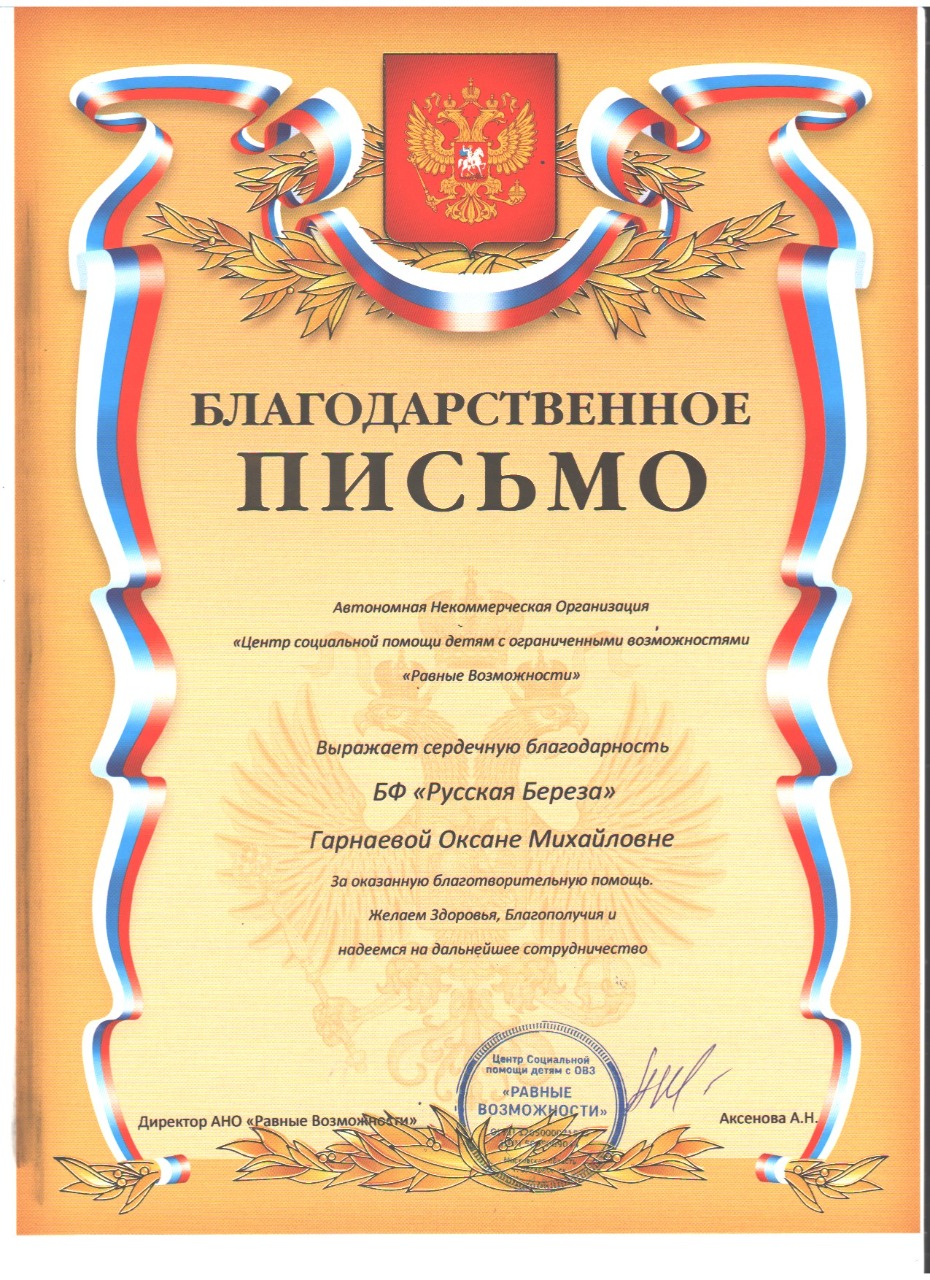 БЛАГОДАРСТВЕННОЕ
ПИСЬМО
Автономная Некоммерческая Организация
«Центр социальной помощи детям с ограниченными возможностями
«Равные Возможности»
Выражает сердечную благодарность
БФ «Русская Береза»
Гарнаевой Оксане Михайловне
За оказанную благотворительную помощь.
Желаем Здоровья, Благополучия и
надеемся на дальнейшее сотрудничество
Центр Социальной
помощи детям с ОВЗ
«РАВНЫЕ
ВОЗМОЖНОСТИ»
Директор АНО «Равные Возможности»
Аксенова А.Н.